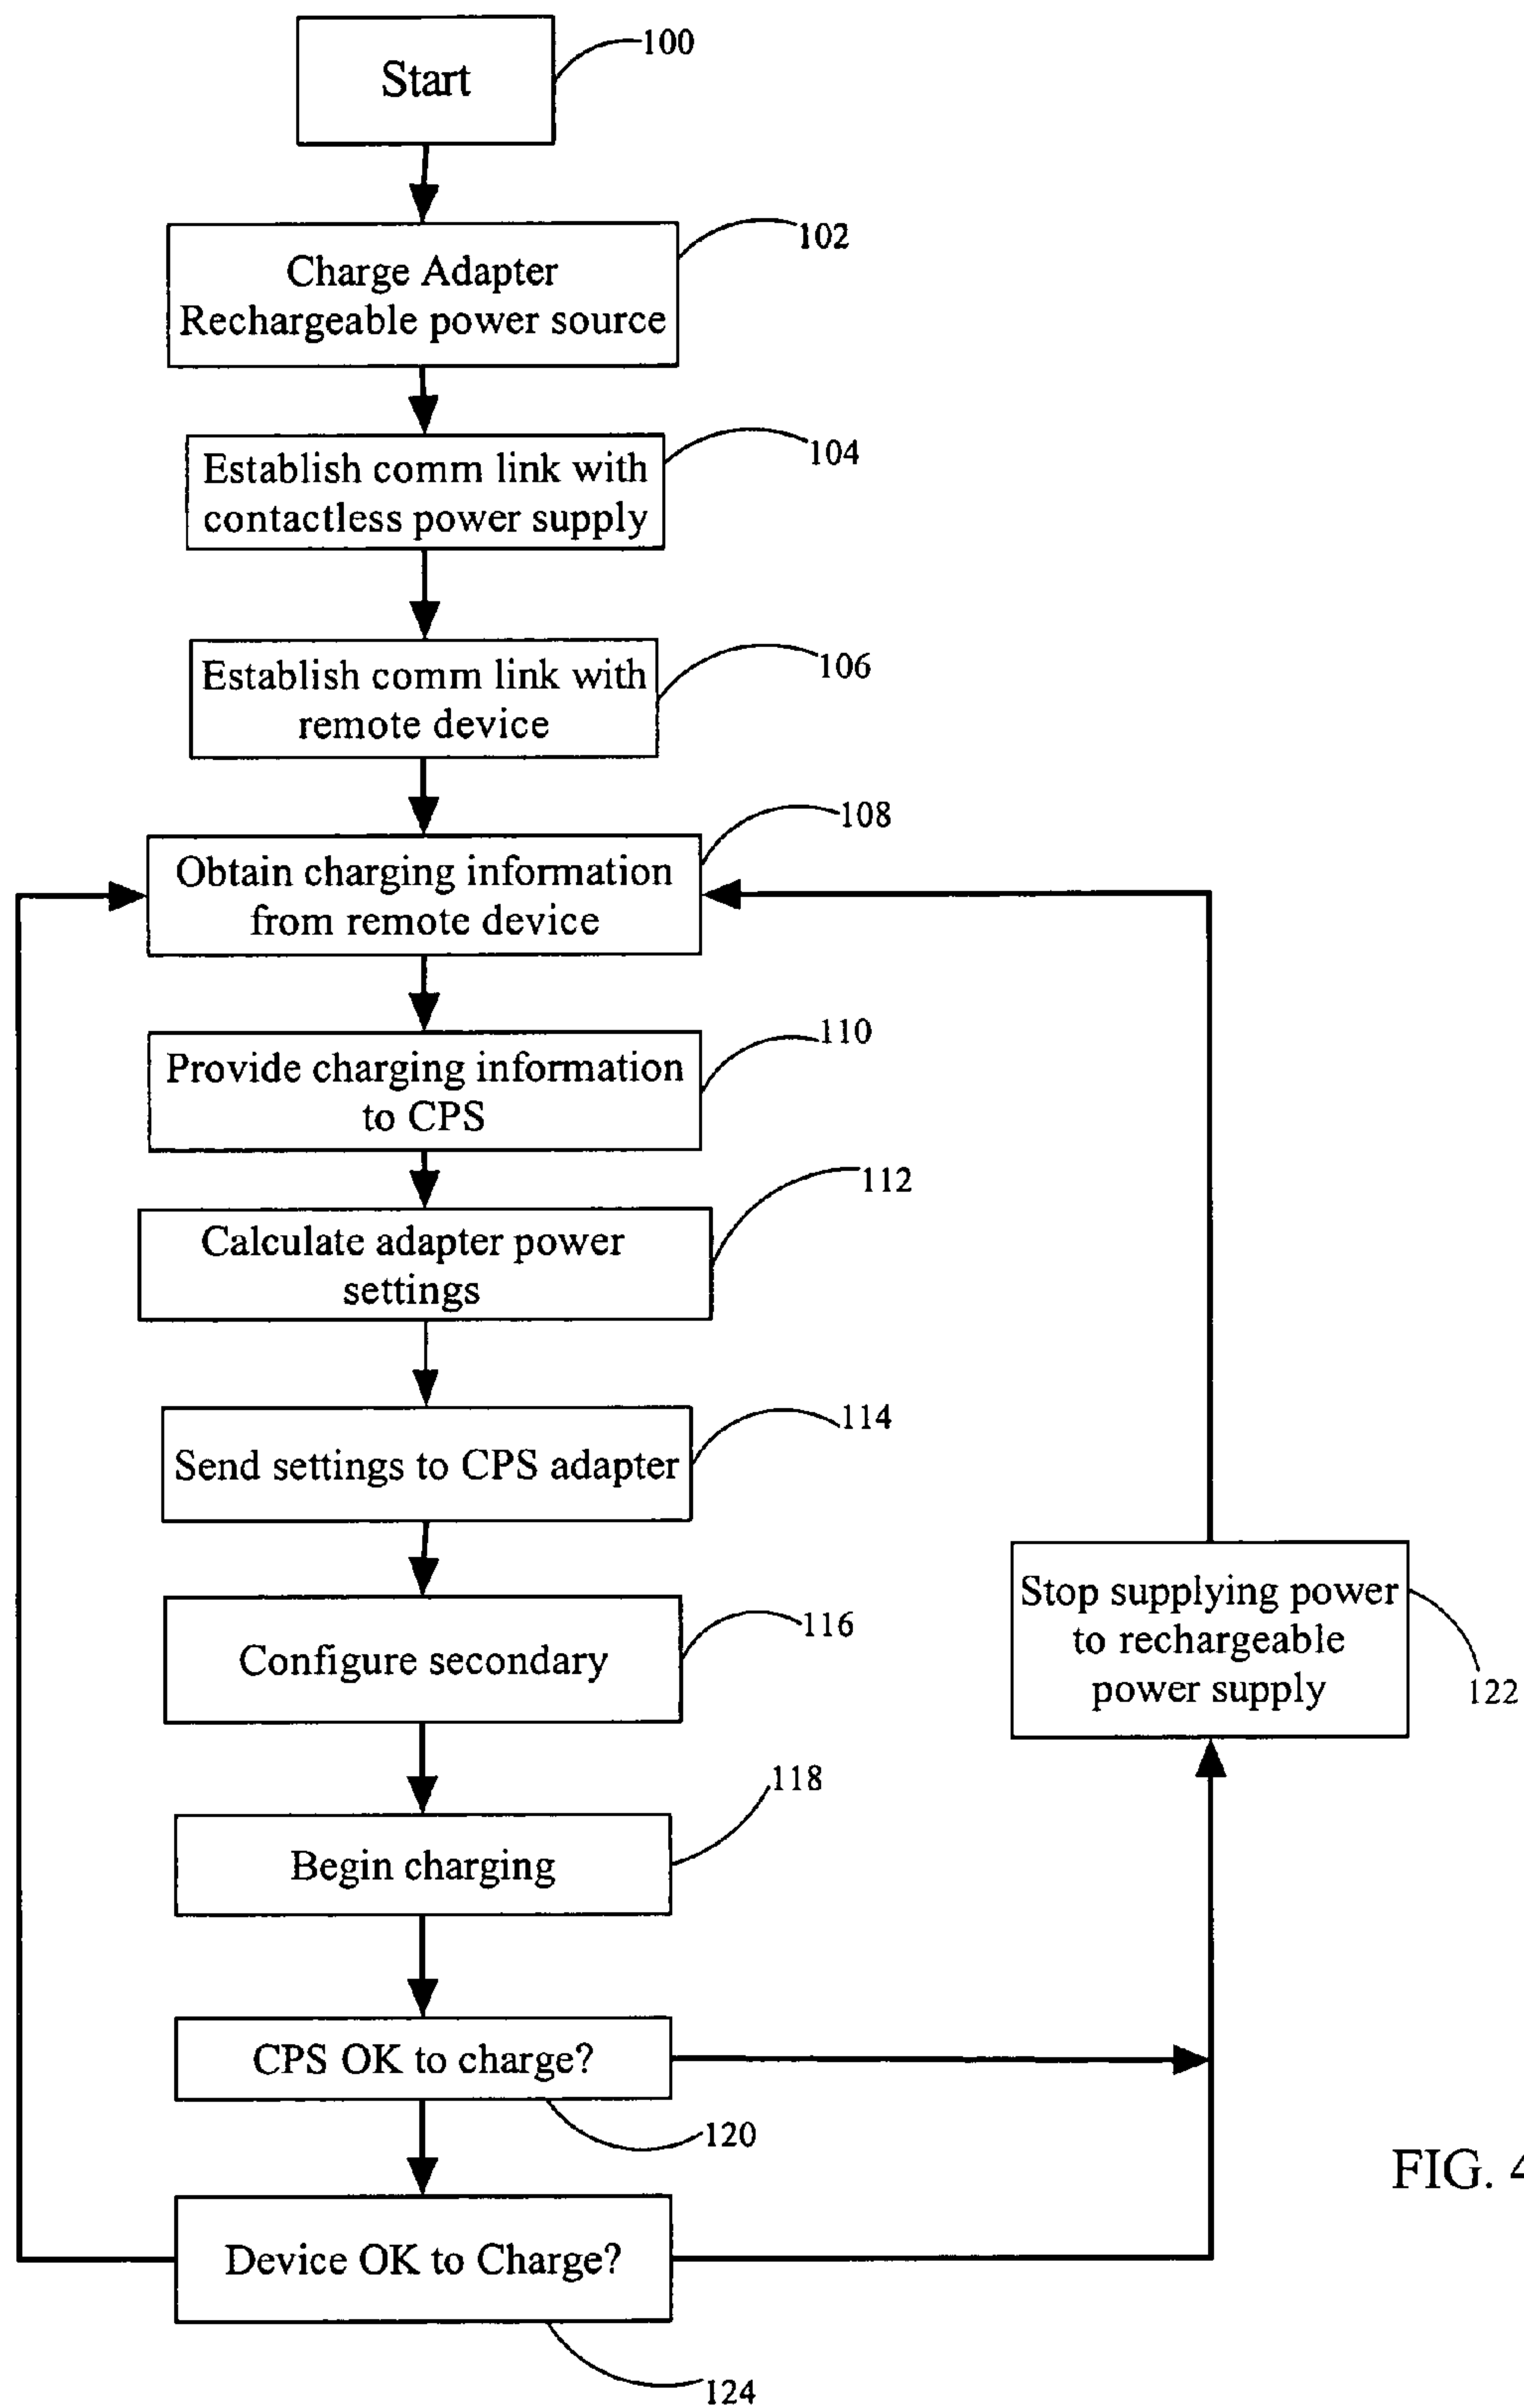 Start
100
Charge Adapter
Rechargeable power source
102
Establish comm link with
contactless power supply
104
Establish comm link with
remote device
106
Obtain charging information
from remote device
108
Provide charging information
to CPS
110
Calculate adapter power
settings
112
Send settings to CPS adapter
114
Configure secondary
116
Stop supplying power
to rechargeable
power supply
122
Begin charging
118
CPS OK to charge?
120
Device OK to Charge?
124
FIG. 4